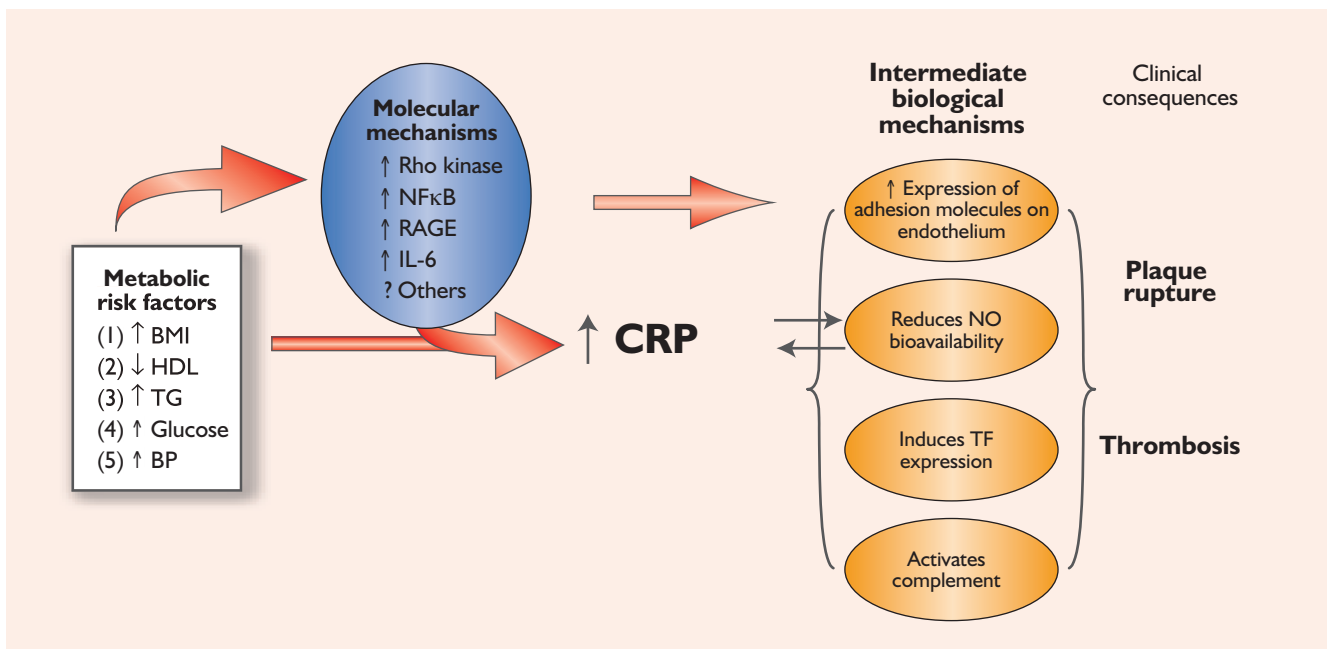 Metabolic
risk factors
(1) ↑ BMI
(2) ↓ HDL
(3) ↑ TG
(4) ↑ Glucose
(5) ↑ BP
Molecular
mechanisms
↑ Rho kinase
↑ NFκB
↑ RAGE
↑ IL-6
? Others
↑ CRP
Intermediate
biological
mechanisms
↑ Expression of
adhesion molecules on
endothelium
Reduces NO
bioavailability
Induces TF
expression
Activates
complement
Clinical
consequences
Plaque
rupture
Thrombosis